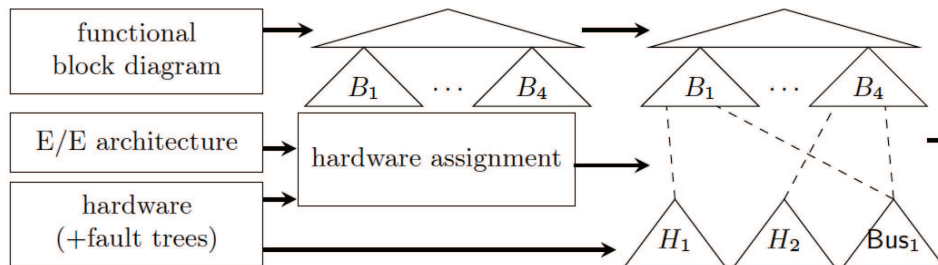 functional
block diagram
B₁ ... B₄
B₁ ... B₄
E/E architecture
hardware assignment
hardware
(+fault trees)
H₁
H₂
Bus₁